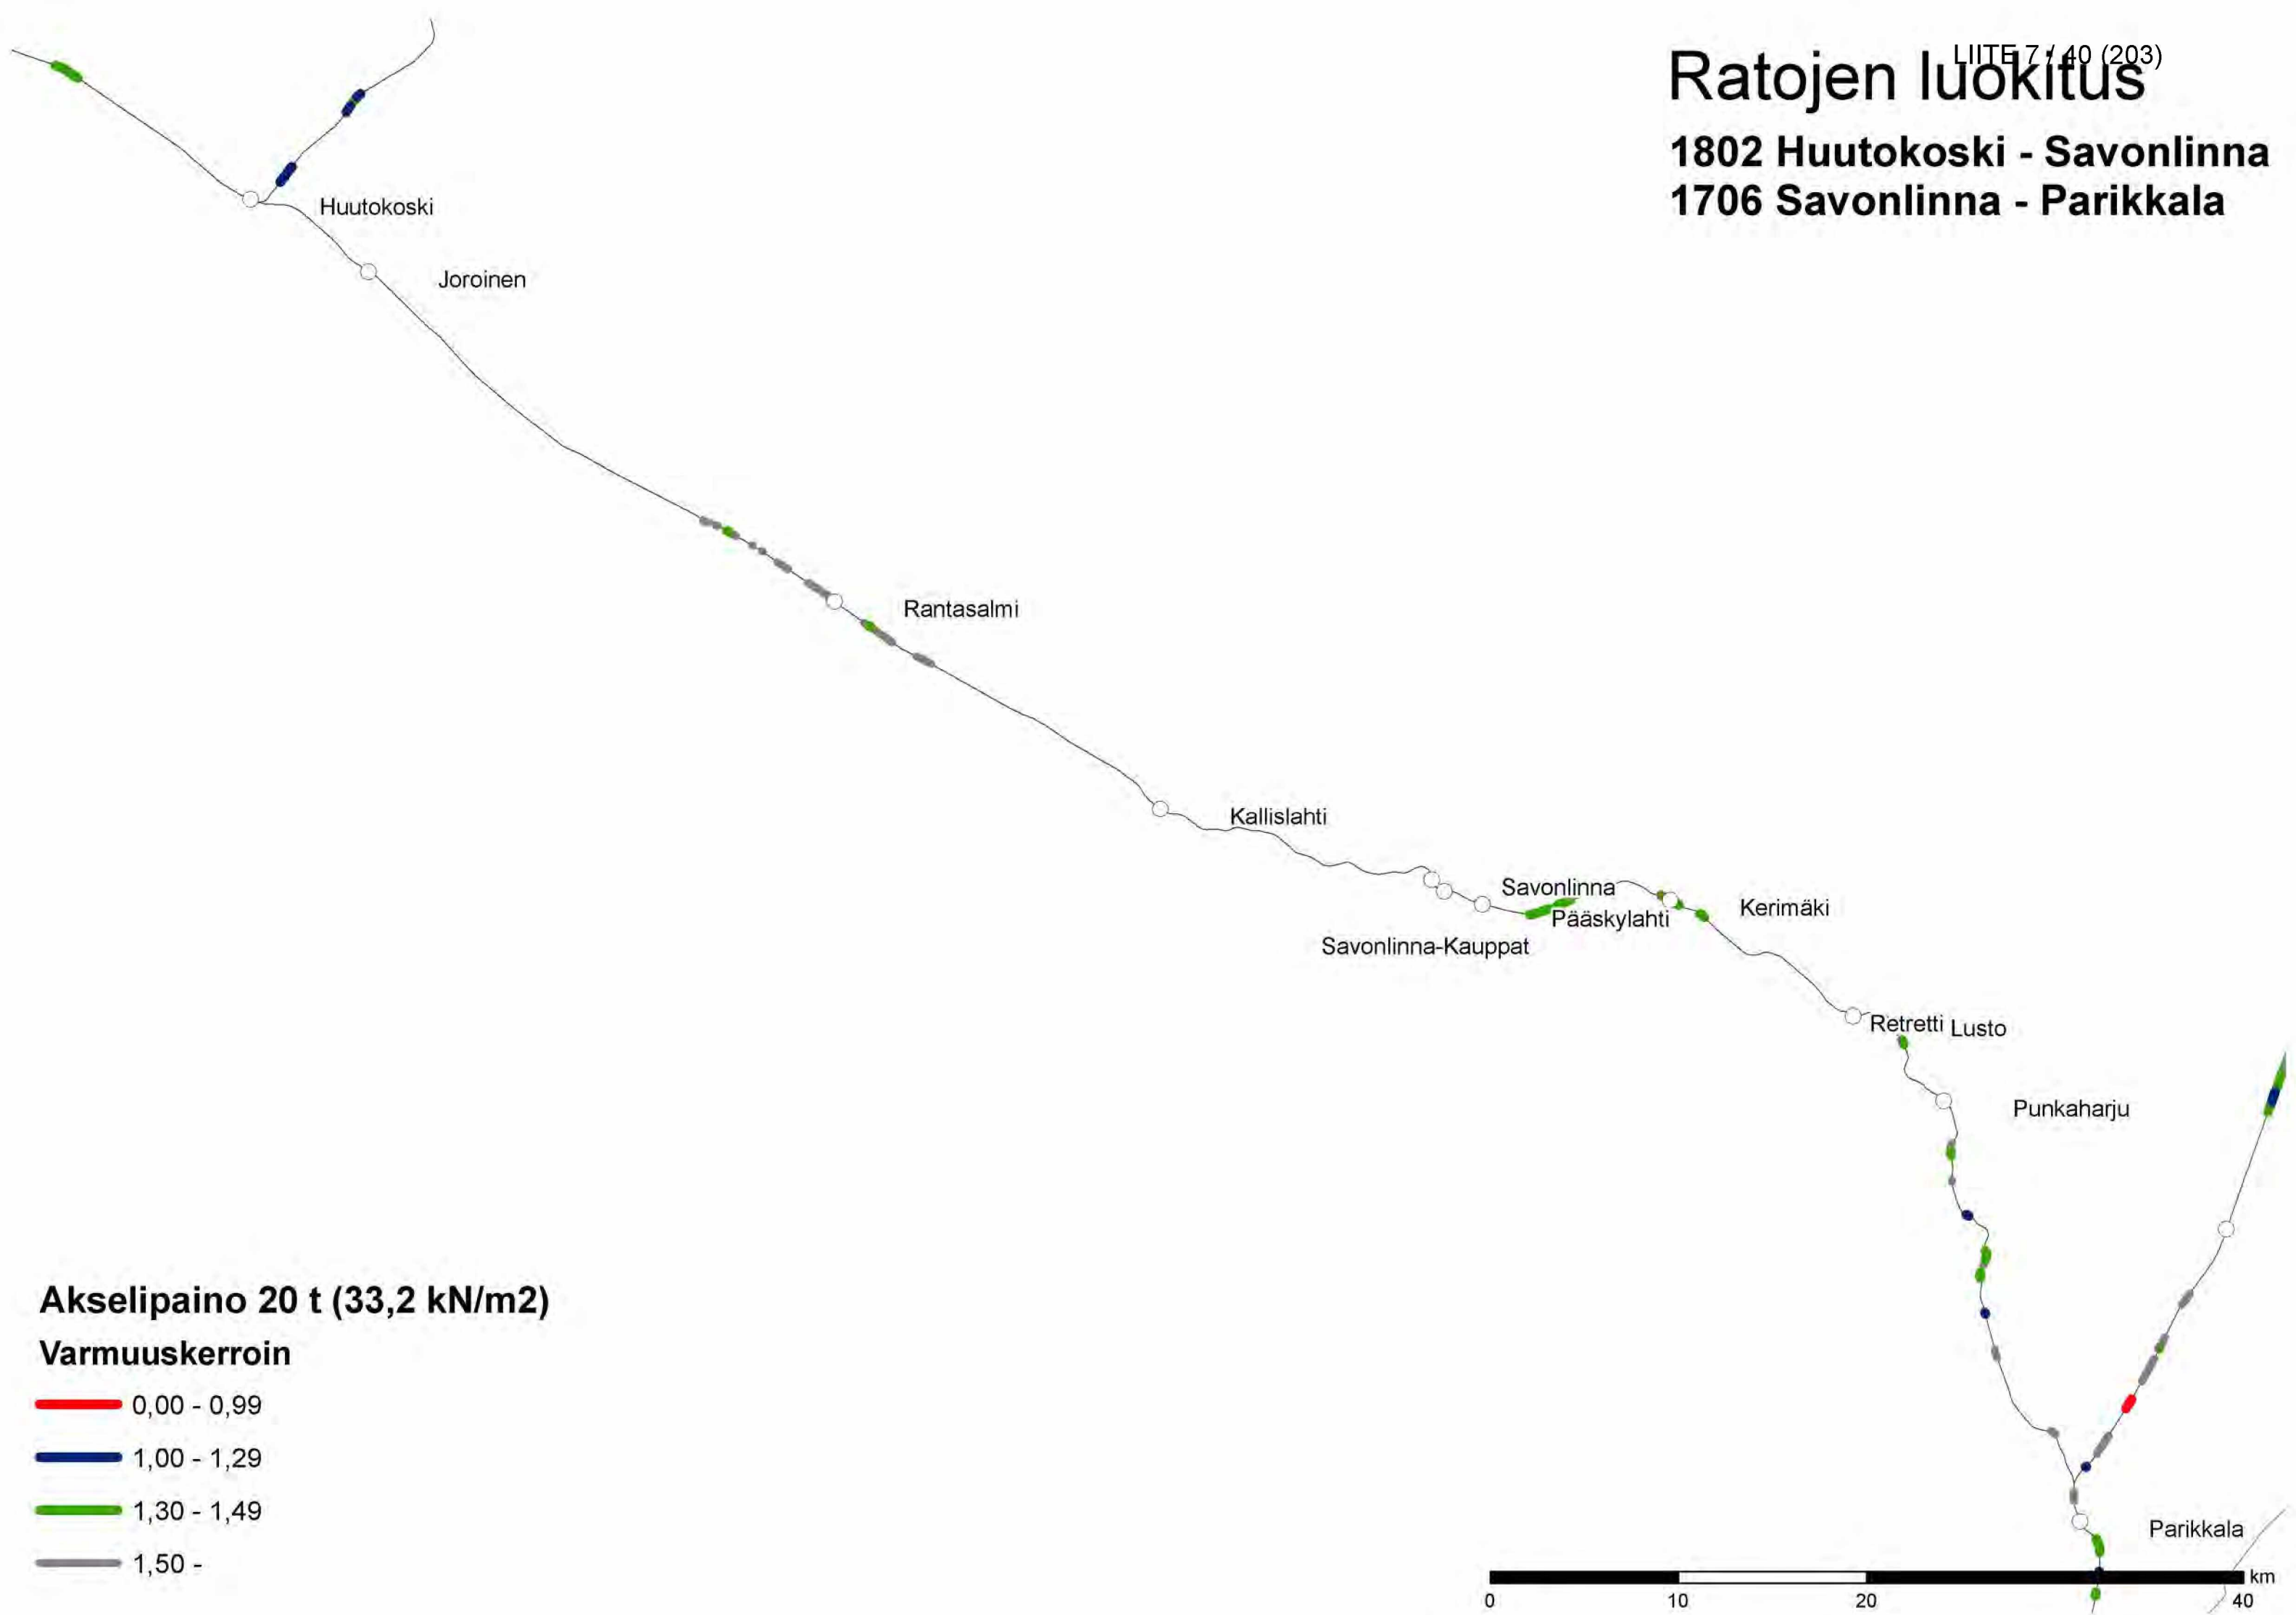 LIITE 7 / 40 (203)
Ratojen luokitus
1802 Huutokoski - Savonlinna
1706 Savonlinna - Parikkala
Huutokoski
Joroinen
Rantasalmi
Kallislahti
Savonlinna
Pääskylahti
Kerimäki
Savonlinna-Kauppat
Retretti
Lusto
Punkaharju
Parikkala
Akselipaino 20 t (33,2 kN/m2)
Varmuuskerroin
0,00 - 0,99
1,00 - 1,29
1,30 - 1,49
1,50 -
km
0 10 20 40